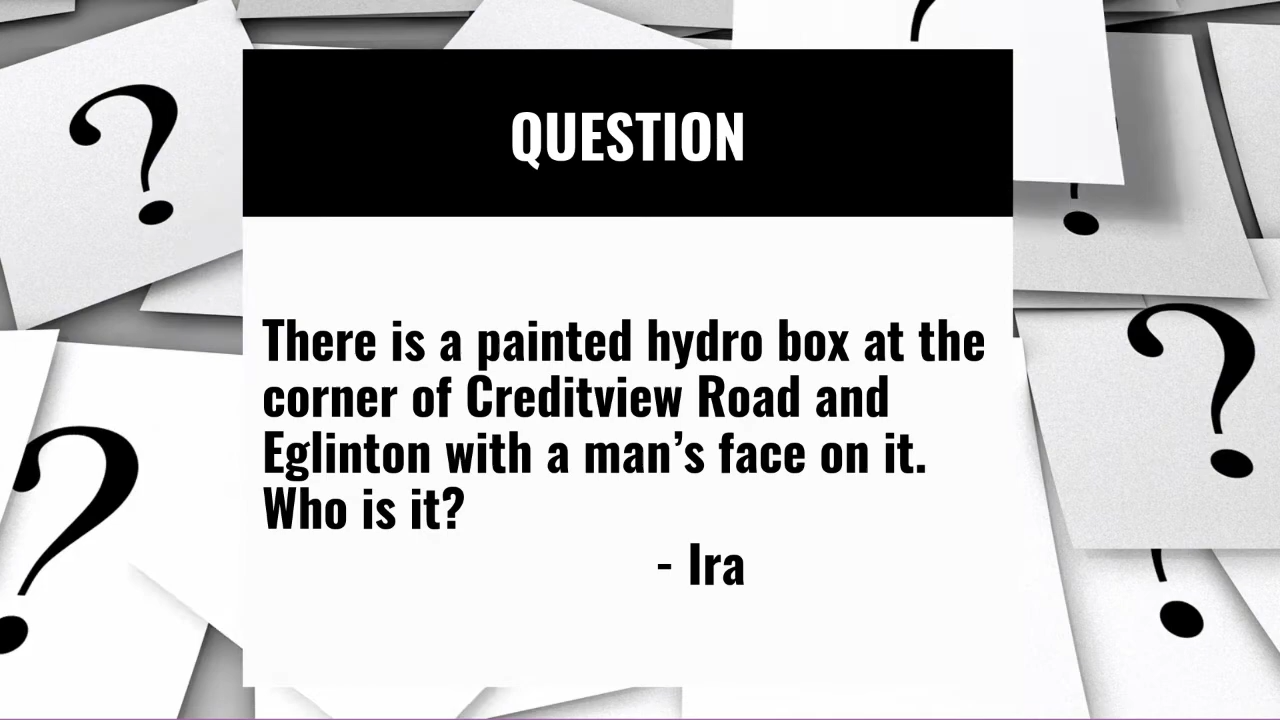 QUESTION
There is a painted hydro box at the
corner of Creditview Road and
Eglinton with a man’s face on it.
Who is it?
- Ira